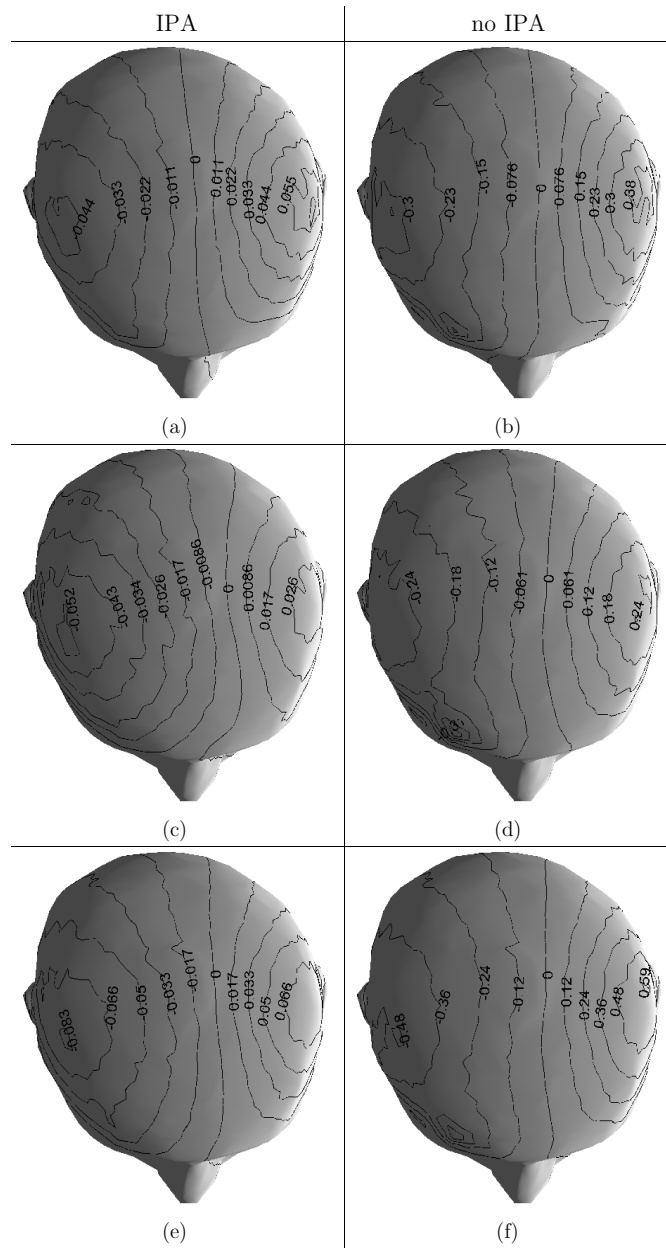 IPA no IPA
-0.044 -0.033 -0.022 -0.011 0 0.011 0.022 0.033 0.044 0.055
-0.3 -0.23 -0.15 -0.076 0 0.076 0.15 0.23 0.3 0.38
(a) (b)
-0.052 -0.043 -0.034 -0.026 -0.017 -0.0086 0 0.0086 0.017 0.026
-0.24 -0.18 -0.12 -0.061 0 0.061 0.12 0.18 0.24
(c) (d)
-0.083 -0.066 -0.05 -0.033 -0.017 0 0.017 0.033 0.05 0.066
-0.48 -0.36 -0.24 -0.12 0 0.12 0.24 0.36 0.48 0.59
(e) (f)